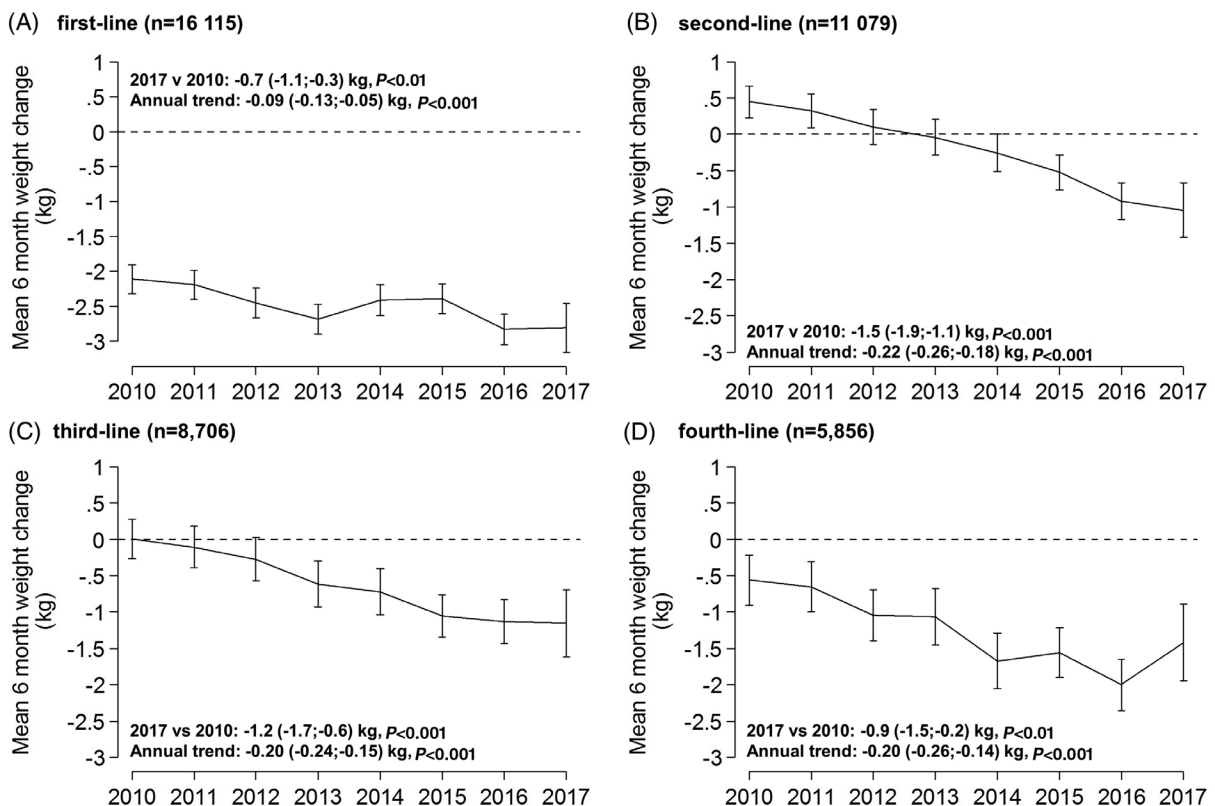 (A) first-line (n=16 115)
1
.5
0
-.5
-1
-1.5
-2
-2.5
-3
Mean 6 month weight change
(kg)
2017 v 2010: -0.7 (-1.1;-0.3) kg, P<0.01
Annual trend: -0.09 (-0.13;-0.05) kg, P<0.001
2010 2011 2012 2013 2014 2015 2016 2017
(B) second-line (n=11 079)
1
.5
0
-.5
-1
-1.5
-2
-2.5
-3
Mean 6 month weight change
(kg)
2017 v 2010: -1.5 (-1.9;-1.1) kg, P<0.001
Annual trend: -0.22 (-0.26;-0.18) kg, P<0.001
2010 2011 2012 2013 2014 2015 2016 2017
(C) third-line (n=8,706)
1
.5
0
-.5
-1
-1.5
-2
-2.5
-3
Mean 6 month weight change
(kg)
2017 vs 2010: -1.2 (-1.7;-0.6) kg, P<0.001
Annual trend: -0.20 (-0.24;-0.15) kg, P<0.001
2010 2011 2012 2013 2014 2015 2016 2017
(D) fourth-line (n=5,856)
1
.5
0
-.5
-1
-1.5
-2
-2.5
-3
Mean 6 month weight change
(kg)
2017 vs 2010: -0.9 (-1.5;-0.2) kg, P<0.01
Annual trend: -0.20 (-0.26;-0.14) kg, P<0.001
2010 2011 2012 2013 2014 2015 2016 2017